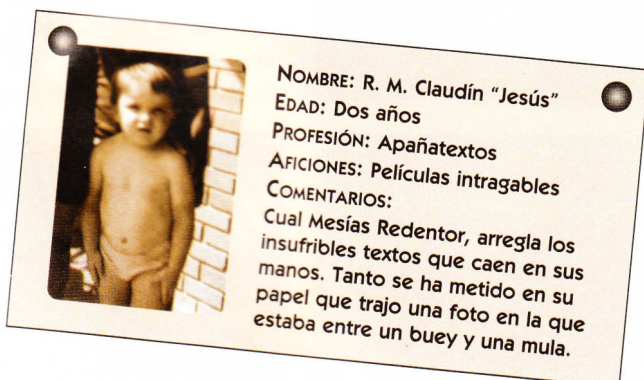 NOMBRE: R. M. Claudín "Jesús"
EDAD: Dos años
PROFESIÓN: Apañatextos
AFICIONES: Películas intragables
COMENTARIOS:
Cual Mesías Redentor, arregla los
insufribles textos que caen en sus
manos. Tanto se ha metido en su
papel que trajo una foto en la que
estaba entre un buey y una mula.